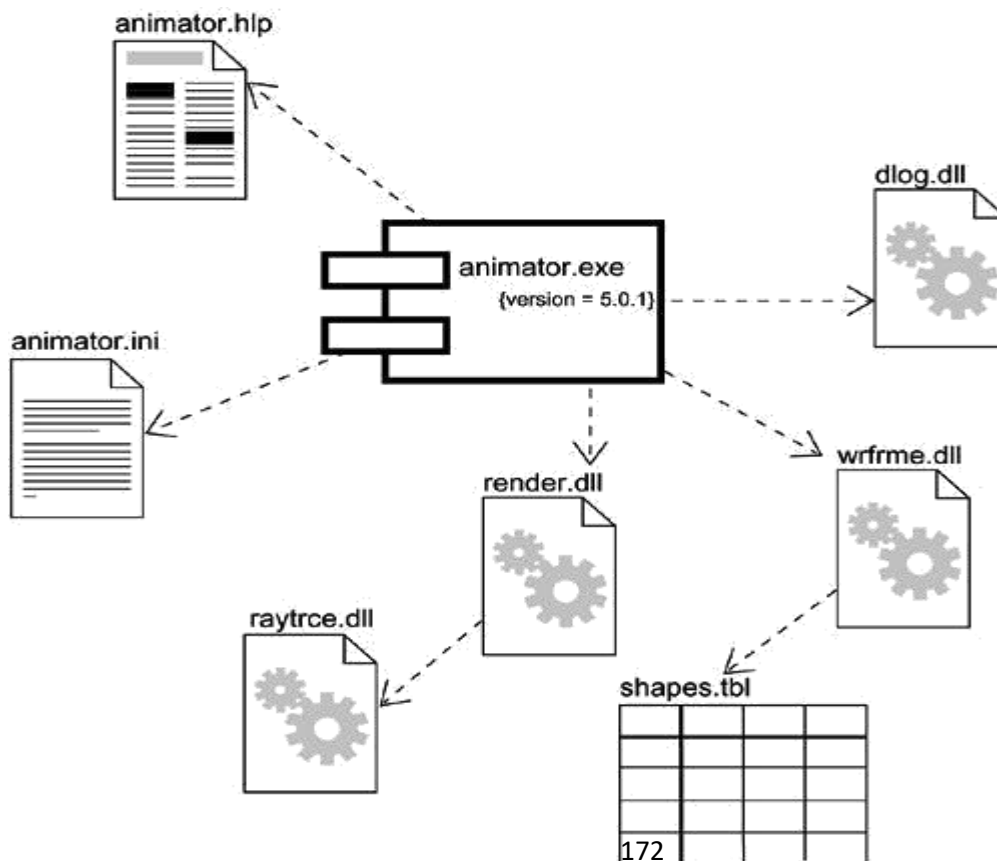 animator.hlp
dlog.dll
animator.exe
{version = 5.0.1}
animator.ini
render.dll
wrfrme.dll
raytrce.dll
shapes.tbl
172